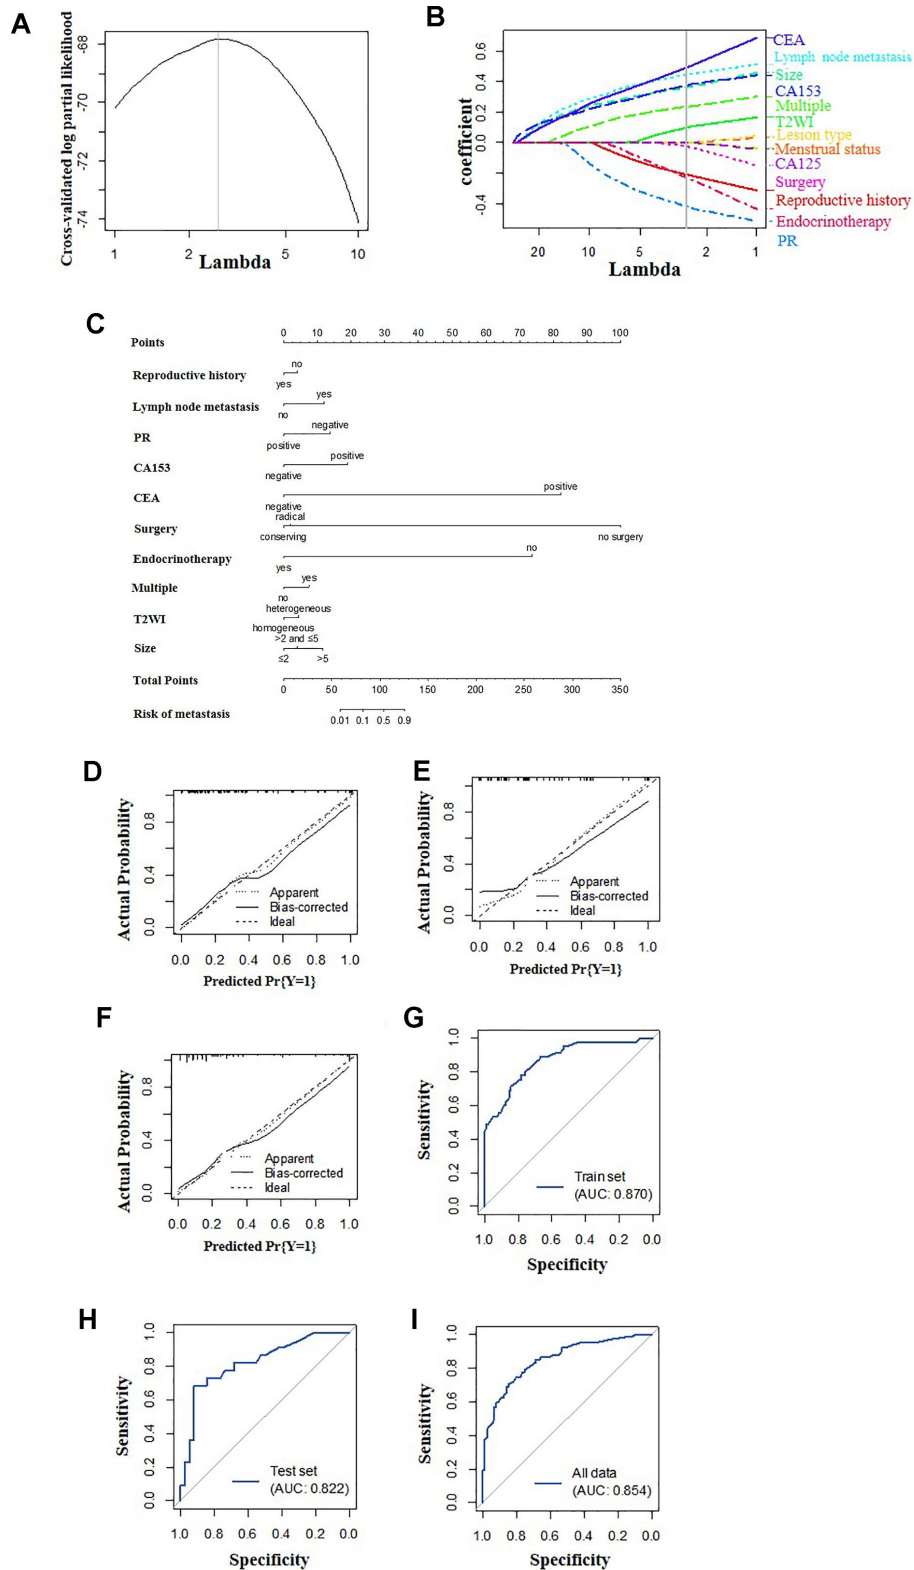 A
Cross-validated log partial likelihood
-68
-70
-72
-74
1
2
5
10
Lambda
B
coefficient
0.6
0.4
0.2
0.0
-0.4
20
10
5
2
1
Lambda
CEA
Lymph node metastasis
Size
CA153
Multiple
T2WI
Lesion type
Menstrual status
CA125
Surgery
Reproductive history
Endocrinotherapy
PR
C
Points
0 10 20 30 40 50 60 70 80 90 100
no
Reproductive history
yes
yes
Lymph node metastasis
no
negative
PR
positive
positive
CA153
negative
positive
CEA
negative
radical
Surgery
conserving
no surgery
no
Endocrinotherapy
yes
yes
Multiple
no
heterogeneous
T2WI
homogeneous
>2 and ≤5
Size
≤2
>5
Total Points
0 50 100 150 200 250 300 350
Risk of metastasis
0.01 0.1 0.5 0.9
D
Actual Probability
0.8
0.4
0.0
Apparent
Bias-corrected
Ideal
0.0 0.2 0.4 0.6 0.8 1.0
Predicted Pr{Y=1}
E
Actual Probability
0.8
0.4
0.0
Apparent
Bias-corrected
Ideal
0.0 0.2 0.4 0.6 0.8 1.0
Predicted Pr{Y=1}
F
Actual Probability
0.8
0.4
0.0
Apparent
Bias-corrected
Ideal
0.0 0.2 0.4 0.6 0.8 1.0
Predicted Pr{Y=1}
G
Sensitivity
1.0
0.8
0.6
0.4
0.2
0.0
Train set
(AUC: 0.870)
1.0 0.8 0.6 0.4 0.2 0.0
Specificity
H
Sensitivity
1.0
0.8
0.6
0.4
0.2
0.0
Test set
(AUC: 0.822)
1.0 0.8 0.6 0.4 0.2 0.0
Specificity
I
Sensitivity
1.0
0.8
0.6
0.4
0.2
0.0
All data
(AUC: 0.854)
1.0 0.8 0.6 0.4 0.2 0.0
Specificity